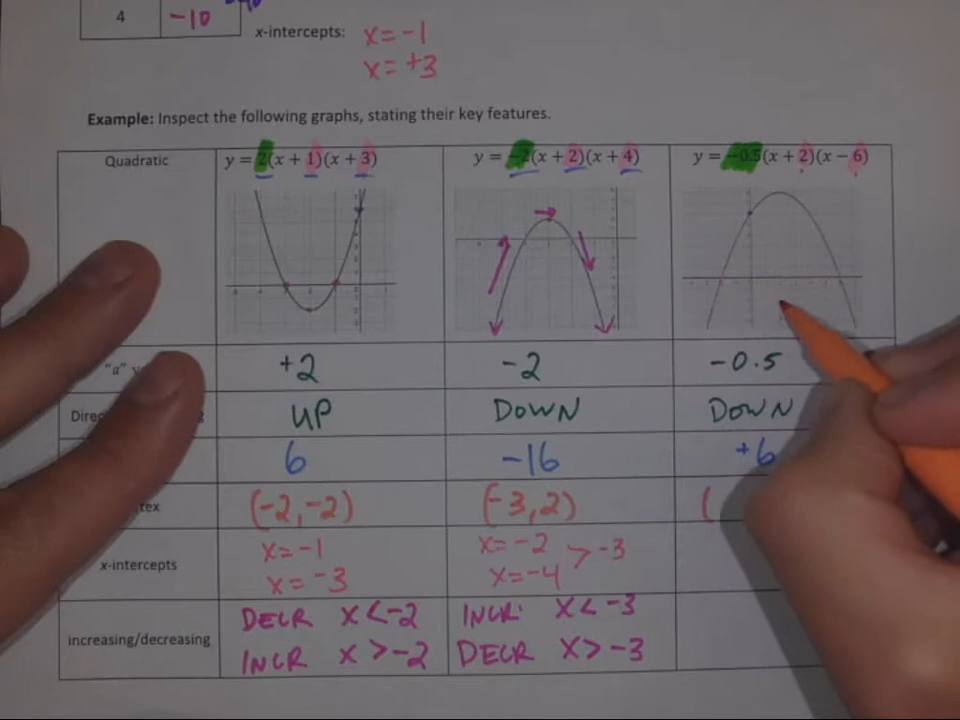 4 -10
x-intercepts: x = -1
x = +3
Example: Inspect the following graphs, stating their key features.
Quadratic y = 2(x + 1)(x + 3) y = -2(x + 2)(x + 4) y = -0.5(x + 2)(x - 6)
"a" +2 -2 -0.5
UP DOWN DOWN
6 -16 +6
(-2,-2) (-3,2) (
x-intercepts x = -1 x = -2 > -3
x = -3 x = -4
increasing/decreasing DECR x < -2 INCR x < -3
INCR x > -2 DECR x > -3